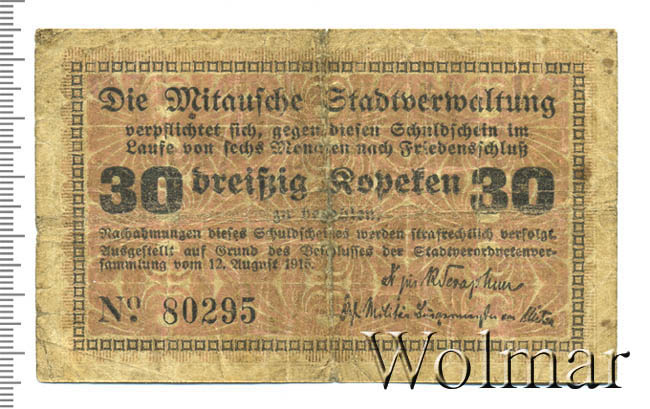 Die Mitausche Stadtverwaltung
verpflichtet sich, gegen diesen Schuldschein im
Laufe von sechs Monaten nach Friedensschluß
30 dreißig Kopeken 30
zu
Nachahmungen dieses Schuldscheines werden strafrechtlich verfolgt.
Ausgestellt auf Grund des Beschlusses der Stadtverordnetenver-
sammlung vom 12. August 1915.
No 80295
Wolmar